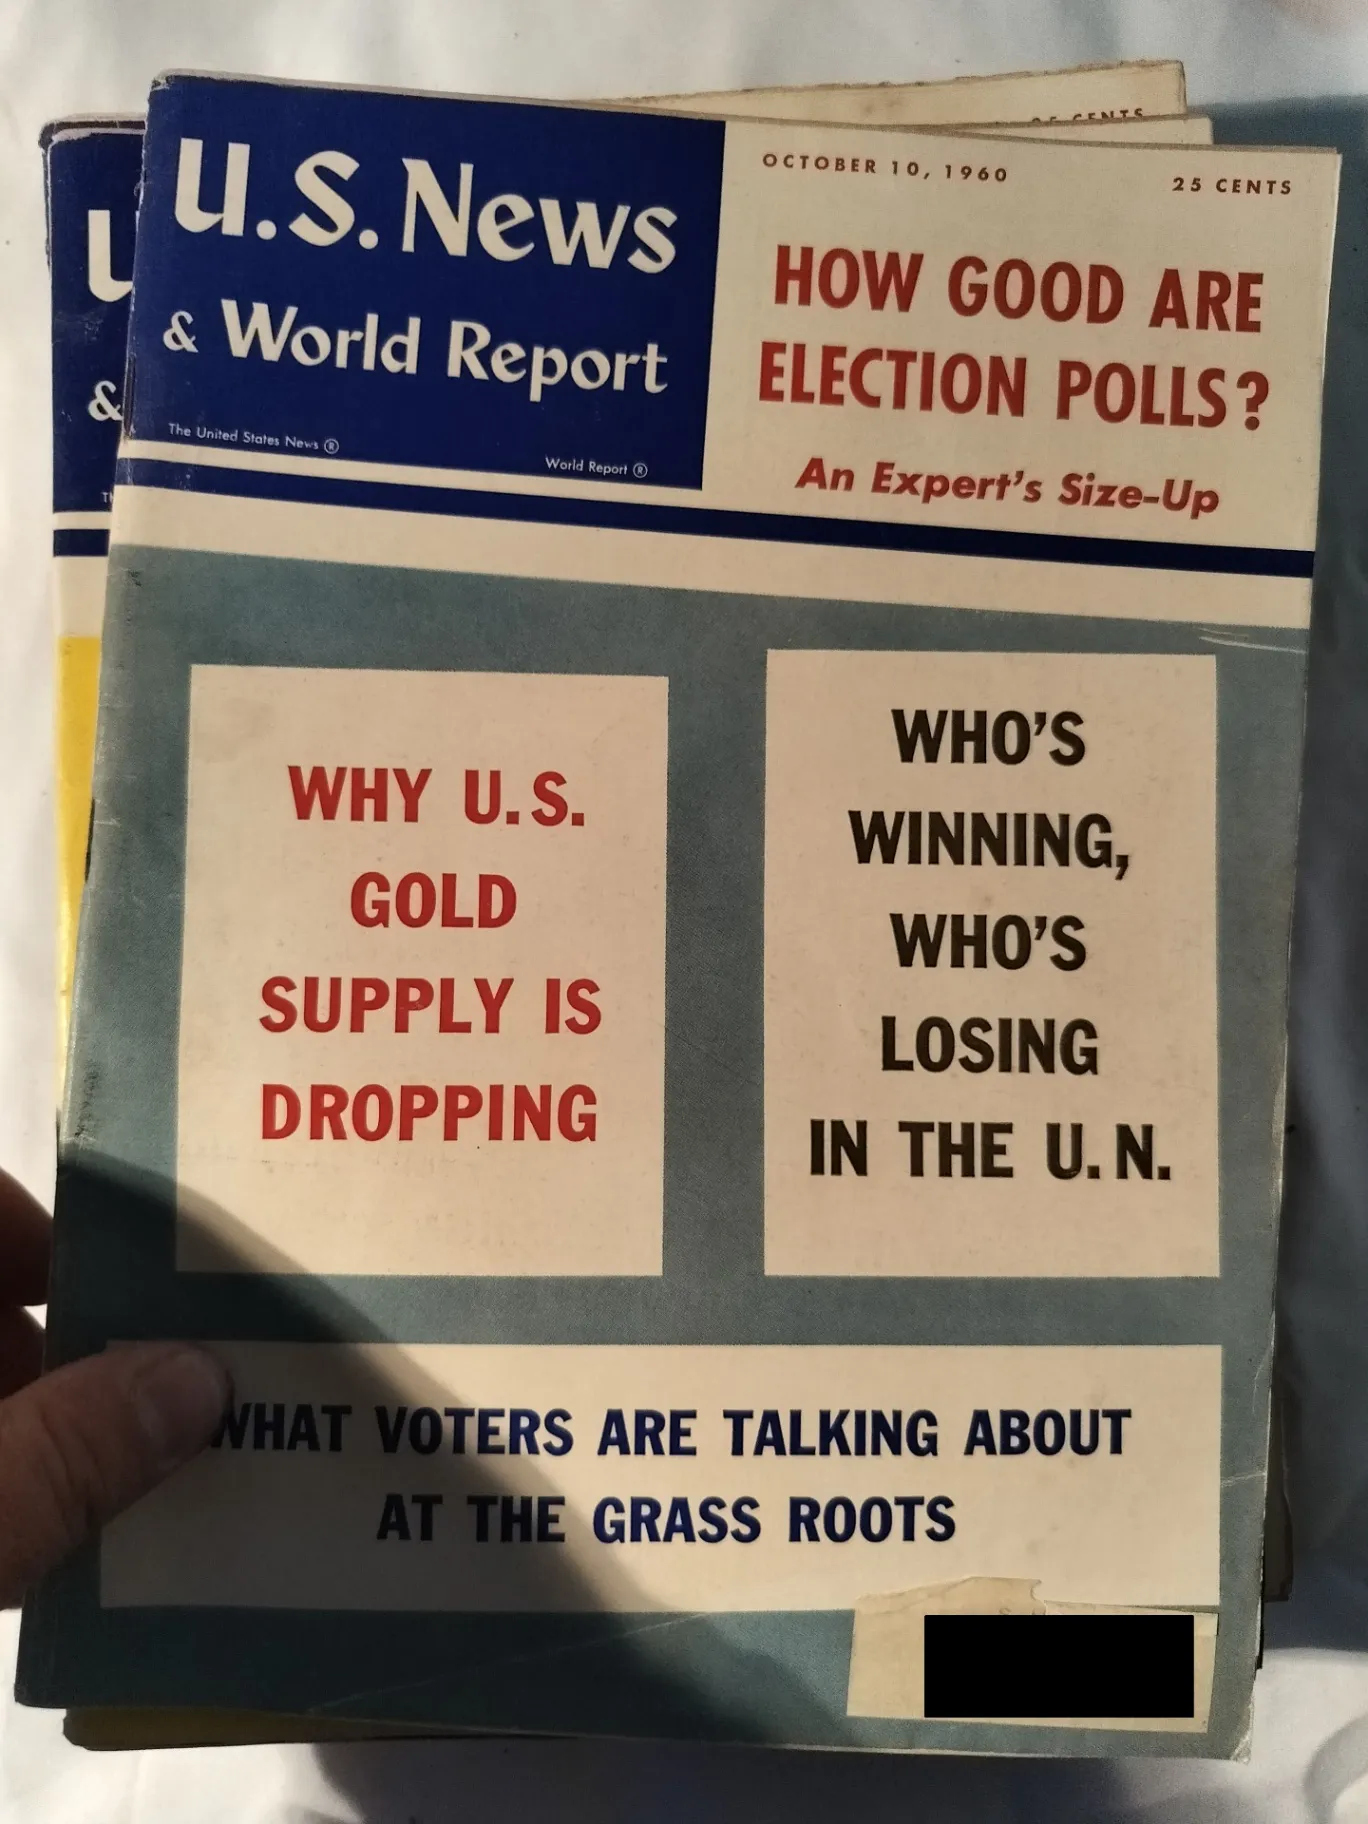 U.S. News
& World Report
The United States News ®
World Report ®
OCTOBER 10, 1960
25 CENTS
HOW GOOD ARE
ELECTION POLLS?
An Expert's Size-Up
WHY U.S.
GOLD
SUPPLY IS
DROPPING
WHO'S
WINNING,
WHO'S
LOSING
IN THE U.N.
WHAT VOTERS ARE TALKING ABOUT
AT THE GRASS ROOTS
CENTS
U
&